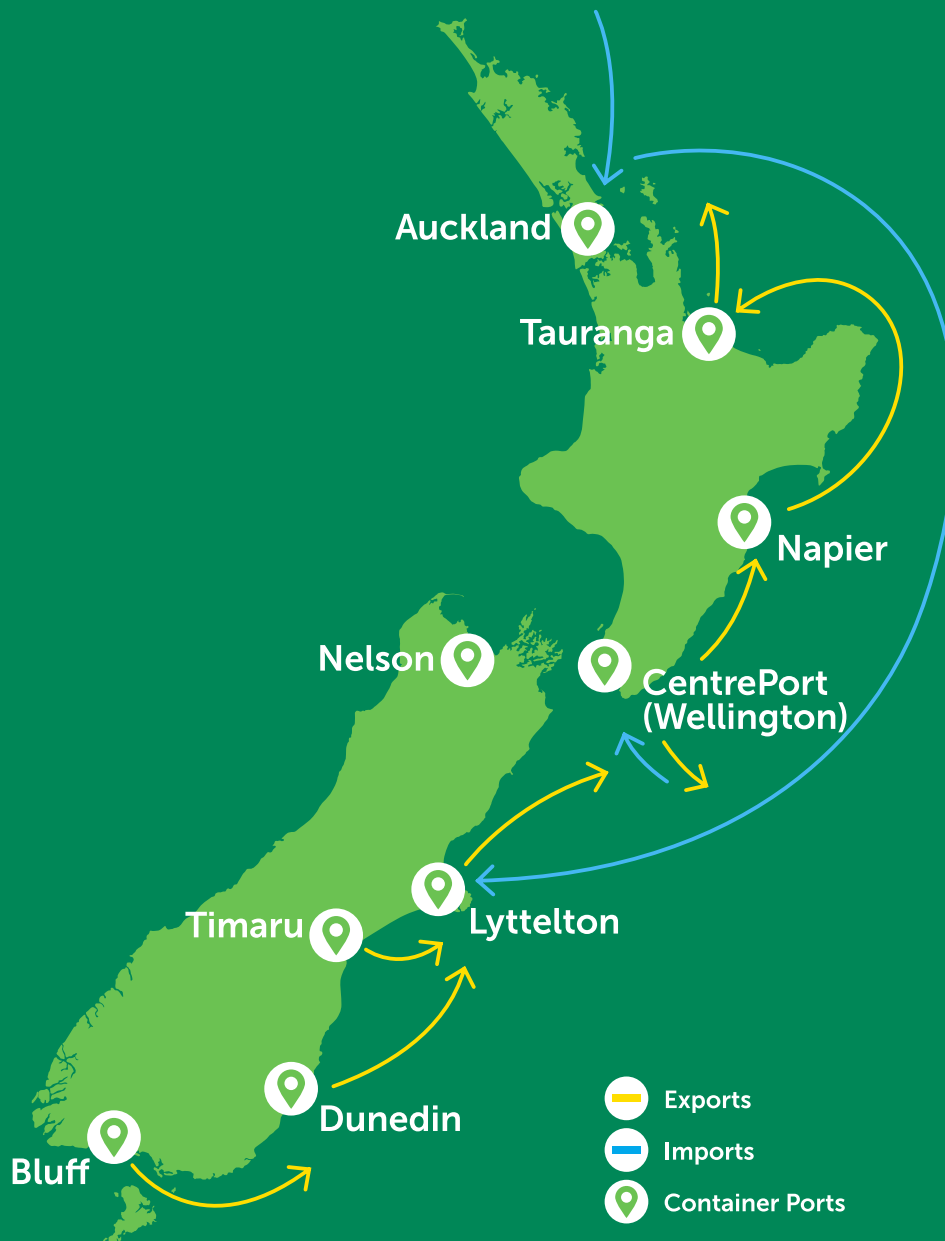 Auckland
Tauranga
Napier
Nelson
CentrePort
(Wellington)
Timaru
Lyttelton
Dunedin
Bluff
Exports
Imports
Container Ports